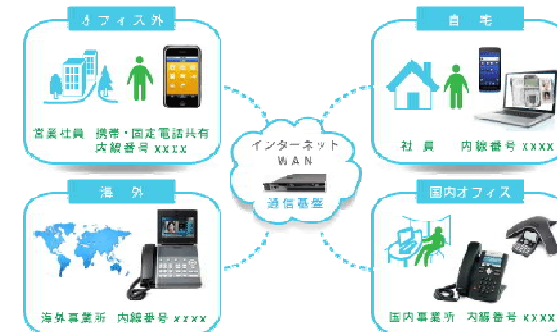 オフィス外
営業社員 携帯・固定電話共有
内線番号 xxxx
自宅
社員 内線番号 xxxx
インターネット
WAN
通信基盤
海外
海外事業所 内線番号 xxxx
国内オフィス
国内事業所 内線番号 xxxx